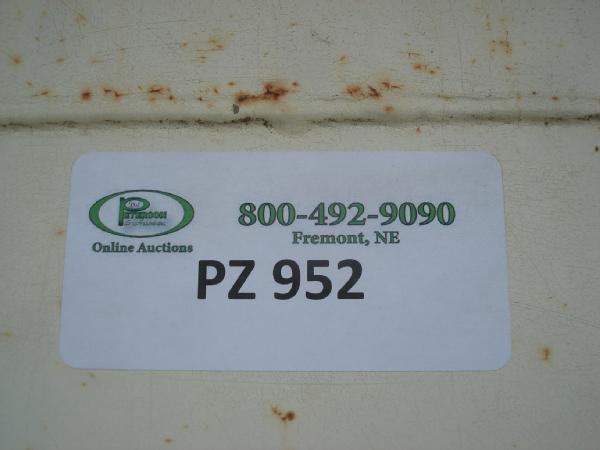 PETERSON
Online Auctions
800-492-9090
Fremont, NE
PZ 952